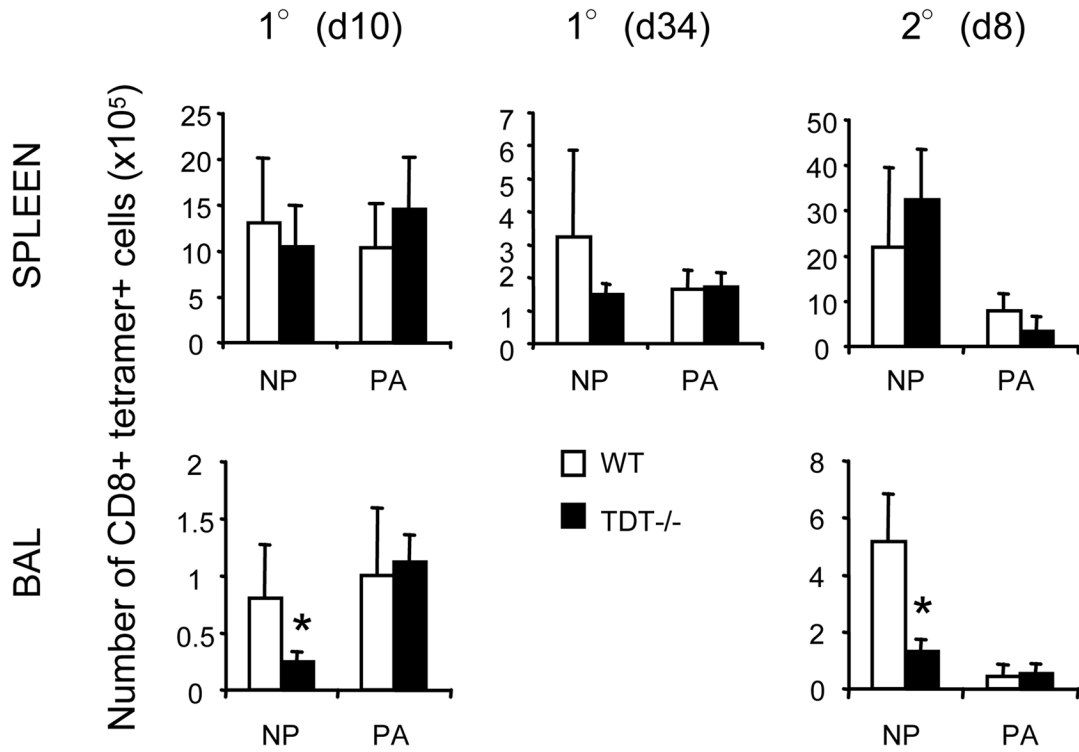 1° (d10)
1° (d34)
2° (d8)
SPLEEN
BAL
Number of CD8+ tetramer+ cells (x10⁵)
25
20
15
10
5
0
NP PA
7
6
5
4
3
2
1
0
NP PA
50
40
30
20
10
0
NP PA
2
1.5
1
0.5
0
*
NP PA
WT
TDT-/-
8
6
4
2
0
*
NP PA